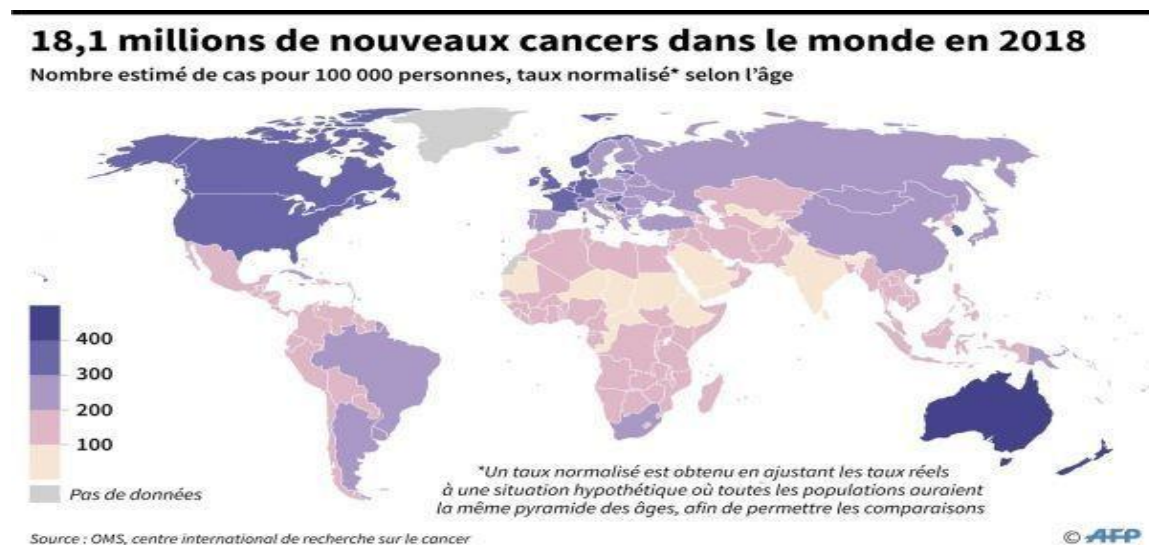 18,1 millions de nouveaux cancers dans le monde en 2018
Nombre estimé de cas pour 100 000 personnes, taux normalisé* selon l'âge
400
300
200
100
Pas de données
*Un taux normalisé est obtenu en ajustant les taux réels
à une situation hypothétique où toutes les populations auraient
la même pyramide des âges, afin de permettre les comparaisons
Source : OMS, centre international de recherche sur le cancer
© AFP